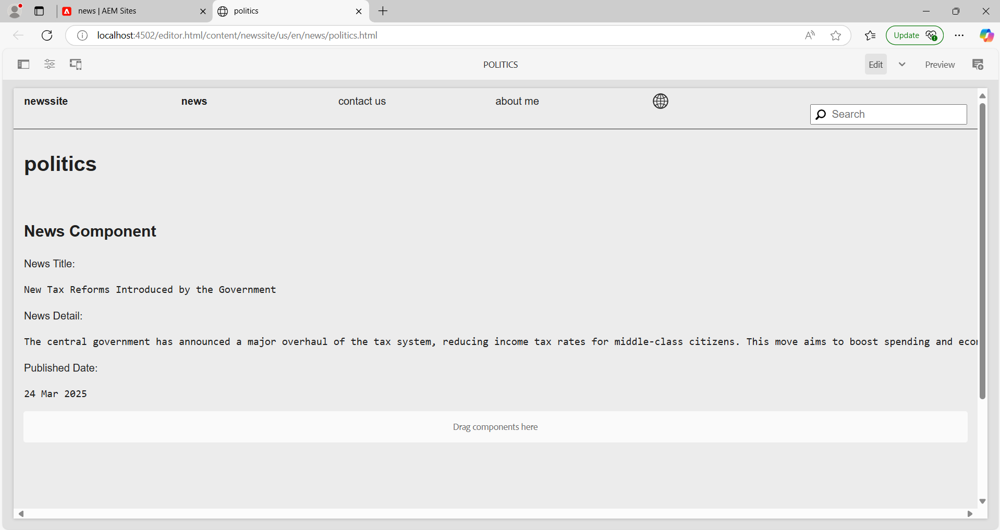 news | AEM Sites
politics
localhost:4502/editor.html/content/newssite/us/en/news/politics.html
Update
POLITICS
Edit
Preview
newssite
news
contact us
about me
Search
politics
News Component
News Title:
New Tax Reforms Introduced by the Government
News Detail:
The central government has announced a major overhaul of the tax system, reducing income tax rates for middle-class citizens. This move aims to boost spending and
Published Date:
24 Mar 2025
Drag components here